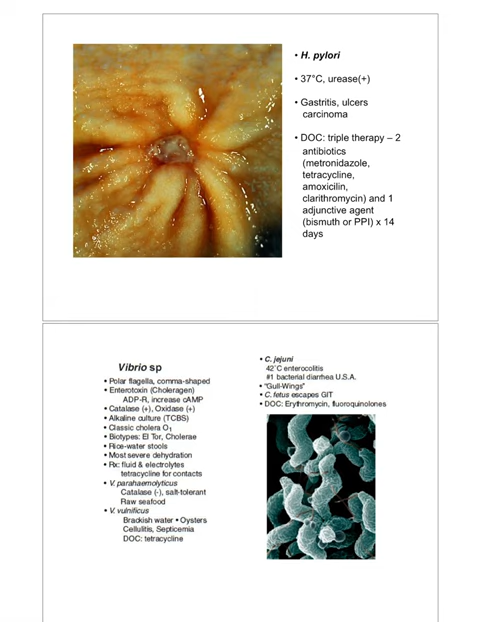 • H. pylori
• 37°C, urease(+)
• Gastritis, ulcers
carcinoma
• DOC: triple therapy – 2
antibiotics
(metronidazole,
tetracycline,
amoxicilin,
clarithromycin) and 1
adjunctive agent
(bismuth or PPI) x 14
days
Vibrio sp
• Polar flagella, comma-shaped
• Enterotoxin (Choleragen)
ADP-R, increase cAMP
• Catalase (+), Oxidase (+)
• Alkaline culture (TCBS)
• Classic cholera O1
• Biotypes: El Tor, Cholerae
• Rice-water stools
• Most severe dehydration
• Rx: fluid & electrolytes
tetracycline for contacts
• V. parahaemolyticus
Catalase (-), salt-tolerant
Raw seafood
• V. vulnificus
Brackish water • Oysters
Cellulitis, Septicemia
DOC: tetracycline
• C. jejuni
42°C enterocolitis
#1 bacterial diarrhea U.S.A.
• "Gull-Wings"
• C. fetus escapes GIT
• DOC: Erythromycin, fluoroquinolones